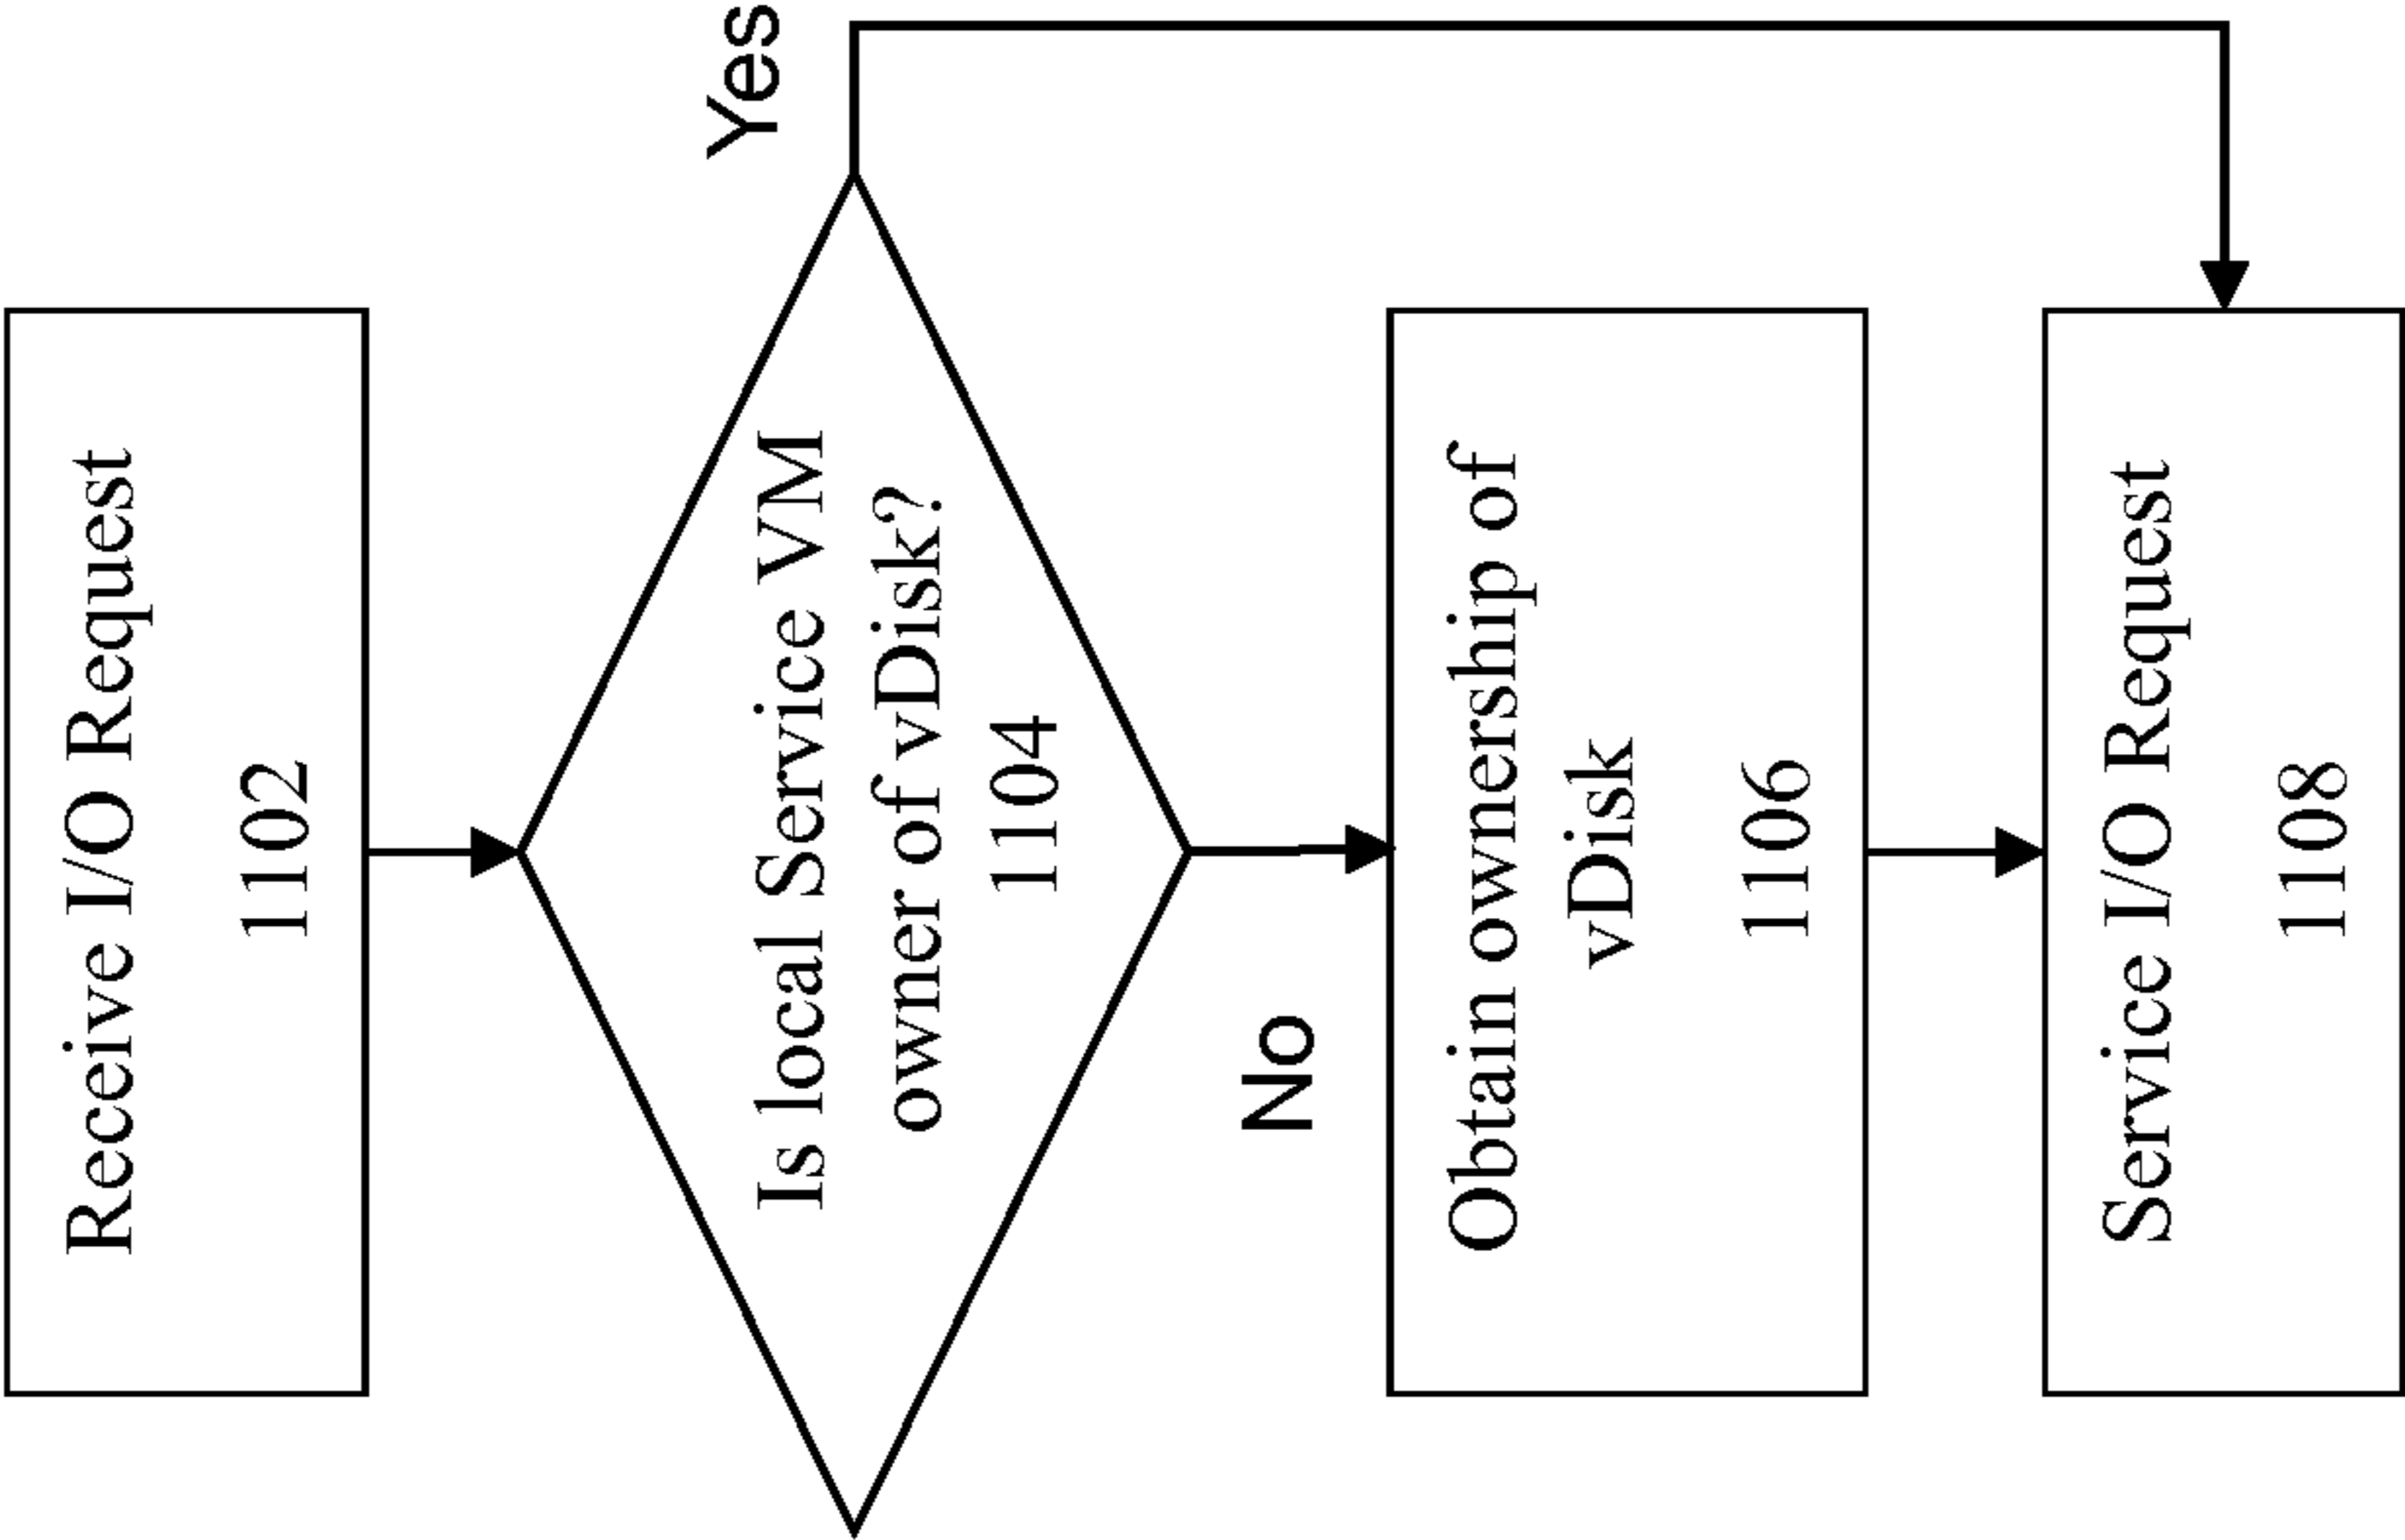 Receive I/O Request
1102
Yes
Is local Service VM
owner of vDisk?
1104
No
Obtain ownership of
vDisk
1106
Service I/O Request
1108